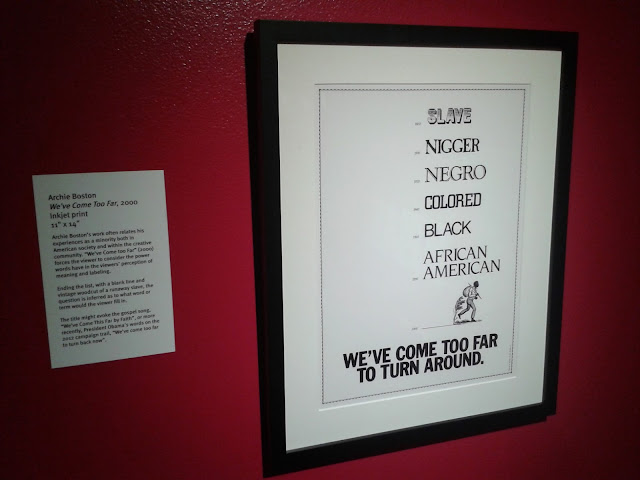 Archie Boston
We've Come Too Far, 2000
Inkjet print
11" x 14"
Archie Boston's work often relates his
experiences as a minority both in
American society and within the creative
community. "We've Come too Far" (2000)
forces the viewer to consider the power
words have in the viewers' perception of
meaning and labeling.
Ending the list, with a blank line and
vintage woodcut of a runaway slave, the
question is inferred as to what word or
term would the viewer fill in.
The title might evoke the gospel song,
"We've Come This Far by Faith", or more
recently, President Obama's words on the
2012 campaign trail, "We've come too far
to turn back now".
SLAVE
NIGGER
NEGRO
COLORED
BLACK
AFRICAN
AMERICAN
WE'VE COME TOO FAR
TO TURN AROUND.